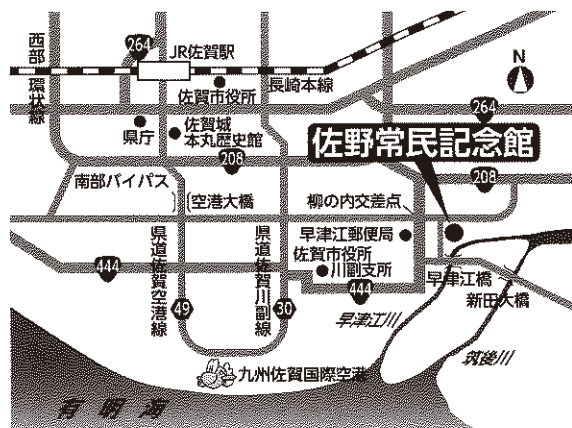 西部環状線
264
JR佐賀駅
佐賀市役所
長崎本線
N
264
県庁
佐賀城
本丸歴史館
208
佐野常民記念館
208
南部バイパス
空港大橋
柳の内交差点
早津江郵便局
佐賀市役所
川副支所
県道佐賀空港線
県道佐賀川副線
444
444
早津江橋
新田大橋
49
30
早津江川
筑後川
九州佐賀国際空港
有明海